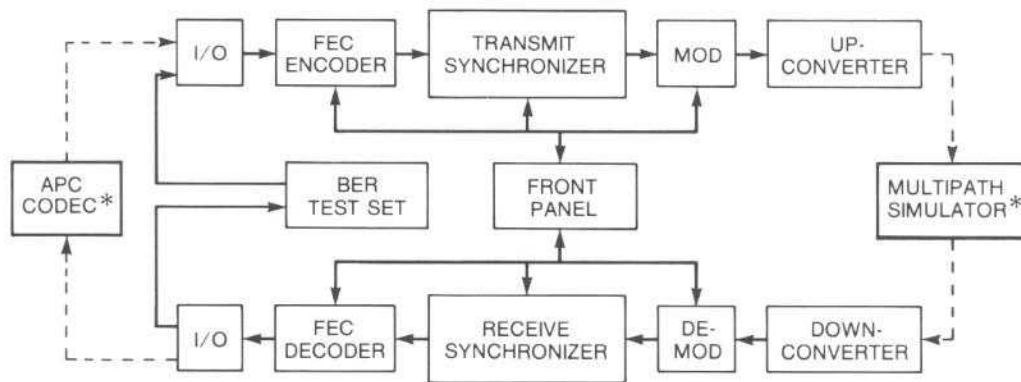 I/O
FEC
ENCODER
TRANSMIT
SYNCHRONIZER
MOD
UP-
CONVERTER
APC
CODEC*
BER
TEST SET
FRONT
PANEL
MULTIPATH
SIMULATOR*
I/O
FEC
DECODER
RECEIVE
SYNCHRONIZER
DE-
MOD
DOWN-
CONVERTER